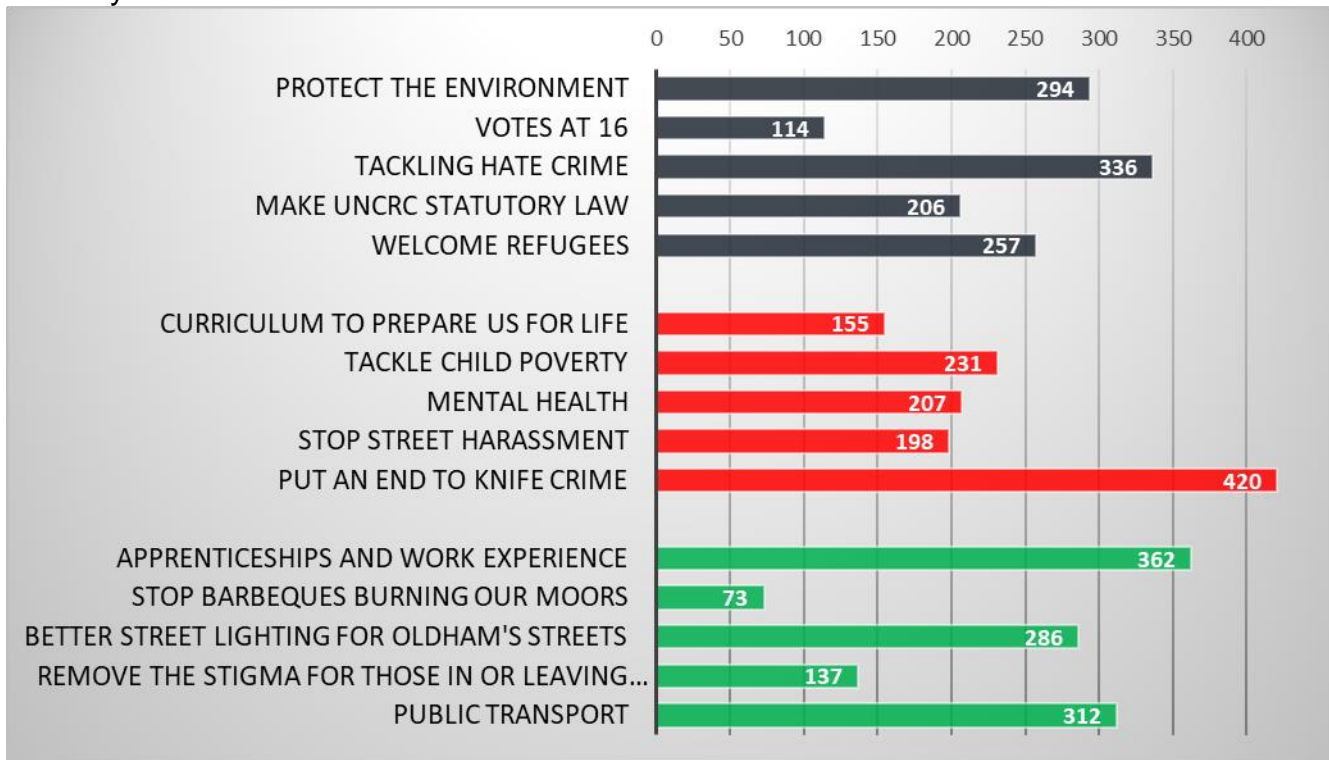 0 50 100 150 200 250 300 350 400
PROTECT THE ENVIRONMENT 294
VOTES AT 16 114
TACKLING HATE CRIME 336
MAKE UNCRC STATUTORY LAW 206
WELCOME REFUGEES 257
CURRICULUM TO PREPARE US FOR LIFE 155
TACKLE CHILD POVERTY 231
MENTAL HEALTH 207
STOP STREET HARASSMENT 198
PUT AN END TO KNIFE CRIME 420
APPRENTICESHIPS AND WORK EXPERIENCE 362
STOP BARBEQUES BURNING OUR MOORS 73
BETTER STREET LIGHTING FOR OLDHAM'S STREETS 286
REMOVE THE STIGMA FOR THOSE IN OR LEAVING... 137
PUBLIC TRANSPORT 312